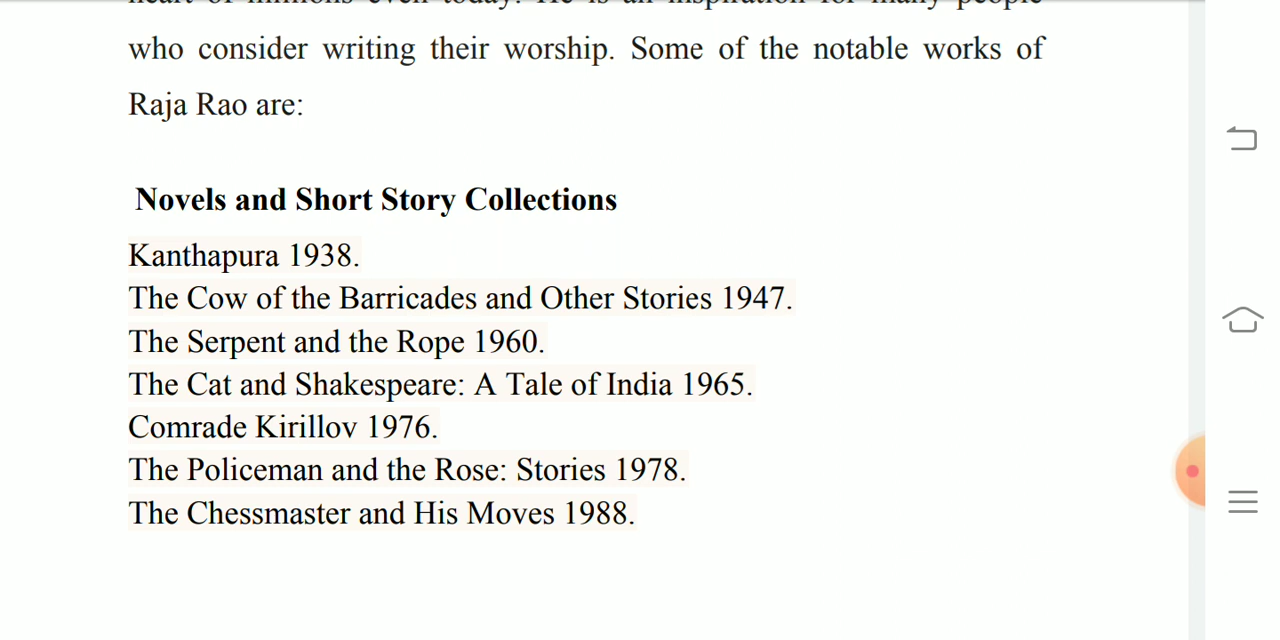 who consider writing their worship. Some of the notable works of
Raja Rao are:
Novels and Short Story Collections
Kanthapura 1938.
The Cow of the Barricades and Other Stories 1947.
The Serpent and the Rope 1960.
The Cat and Shakespeare: A Tale of India 1965.
Comrade Kirillov 1976.
The Policeman and the Rose: Stories 1978.
The Chessmaster and His Moves 1988.